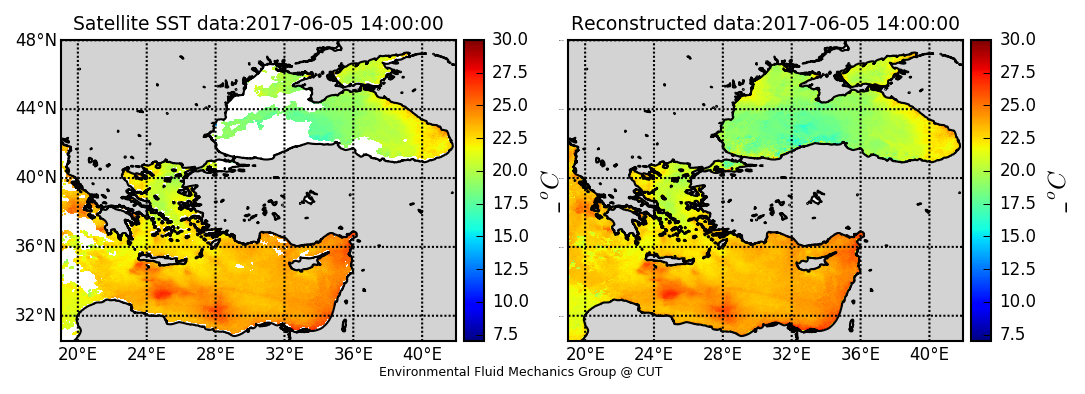 Satellite SST data:2017-06-05 14:00:00
48°N
44°N
40°N
36°N
32°N
20°E 24°E 28°E 32°E 36°E 40°E
30.0
27.5
25.0
22.5
20.0
17.5
15.0
12.5
10.0
7.5
_°C
Reconstructed data:2017-06-05 14:00:00
20°E 24°E 28°E 32°E 36°E 40°E
30.0
27.5
25.0
22.5
20.0
17.5
15.0
12.5
10.0
7.5
_°C
Environmental Fluid Mechanics Group @ CUT